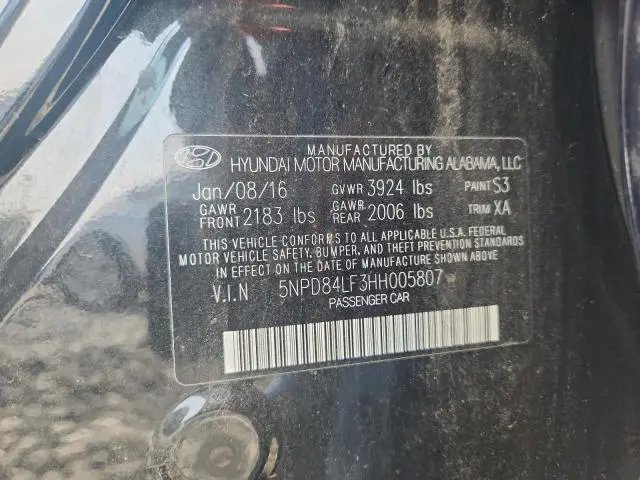 MANUFACTURED BY
HYUNDAI MOTOR MANUFACTURING ALABAMA, LLC
Jan/08/16 GVWR 3924 lbs PAINT S3
GAWR FRONT 2183 lbs GAWR REAR 2006 lbs TRIM XA
THIS VEHICLE CONFORMS TO ALL APPLICABLE U.S.A. FEDERAL
MOTOR VEHICLE SAFETY, BUMPER, AND THEFT PREVENTION STANDARDS
IN EFFECT ON THE DATE OF MANUFACTURE SHOWN ABOVE
V.I.N 5NPD84LF3HH005807
PASSENGER CAR